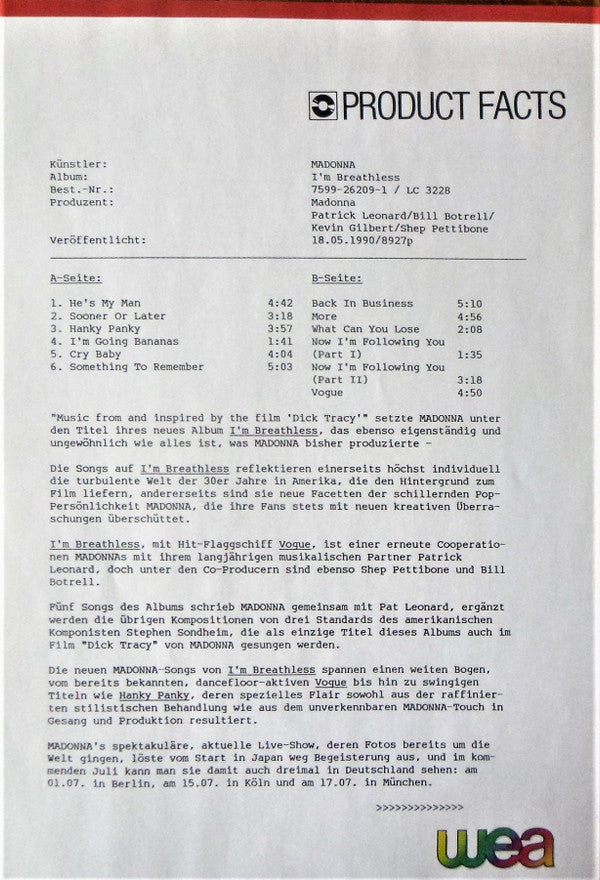 PRODUCT FACTS
Künstler: MADONNA
Album: I'm Breathless
Best.-Nr.: 7599-26209-1 / LC 3228
Produzent: Madonna
Patrick Leonard/Bill Botrell/
Kevin Gilbert/Shep Pettibone
Veröffentlicht: 18.05.1990/8927p
A-Seite:
1. He's My Man 4:42
2. Sooner Or Later 3:18
3. Hanky Panky 3:57
4. I'm Going Bananas 1:41
5. Cry Baby 4:04
6. Something To Remember 5:03
B-Seite:
Back In Business 5:10
More 4:56
What Can You Lose 2:08
Now I'm Following You
(Part I) 1:35
Now I'm Following You
(Part II) 3:18
Vogue 4:50
"Music from and inspired by the film 'Dick Tracy'" setzte MADONNA unter
den Titel ihres neues Album I'm Breathless, das ebenso eigenständig und
ungewöhnlich wie alles ist, was MADONNA bisher produzierte -
Die Songs auf I'm Breathless reflektieren einerseits höchst individuell
die turbulente Welt der 30er Jahre in Amerika, die den Hintergrund zum
Film liefern, andererseits sind sie neue Facetten der schillernden Pop-
Persönlichkeit MADONNA, die ihre Fans stets mit neuen kreativen Überra-
schungen überschüttet.
I'm Breathless, mit Hit-Flaggschiff Vogue, ist einer erneute Cooperatio-
nen MADONNAs mit ihrem langjährigen musikalischen Partner Patrick
Leonard, doch unter den Co-Producern sind ebenso Shep Pettibone und Bill
Botrell.
Fünf Songs des Albums schrieb MADONNA gemeinsam mit Pat Leonard, ergänzt
werden die übrigen Kompositionen von drei Standards des amerikanischen
Komponisten Stephen Sondheim, die als einzige Titel dieses Albums auch im
Film "Dick Tracy" von MADONNA gesungen werden.
Die neuen MADONNA-Songs von I'm Breathless spannen einen weiten Bogen,
vom bereits bekannten, dancefloor-aktiven Vogue bis hin zu swingigen
Titeln wie Hanky Panky, deren spezielles Flair sowohl aus der raffinier-
ten stilistischen Behandlung wie aus dem unverkennbaren MADONNA-Touch in
Gesang und Produktion resultiert.
MADONNA's spektakuläre, aktuelle Live-Show, deren Fotos bereits um die
Welt gingen, löste vom Start in Japan weg Begeisterung aus, und im kom-
menden Juli kann man sie damit auch dreimal in Deutschland sehen: am
01.07. in Berlin, am 15.07. in Köln und am 17.07. in München.
>>>>>>>>>>>>>>
wea